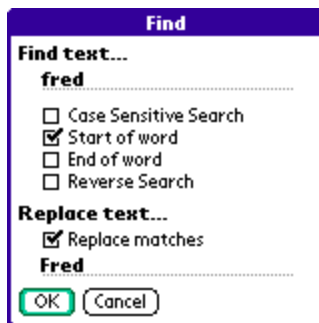 Find
Find text...
fred
Case Sensitive Search
Start of word
End of word
Reverse Search
Replace text...
Replace matches
Fred
OK Cancel